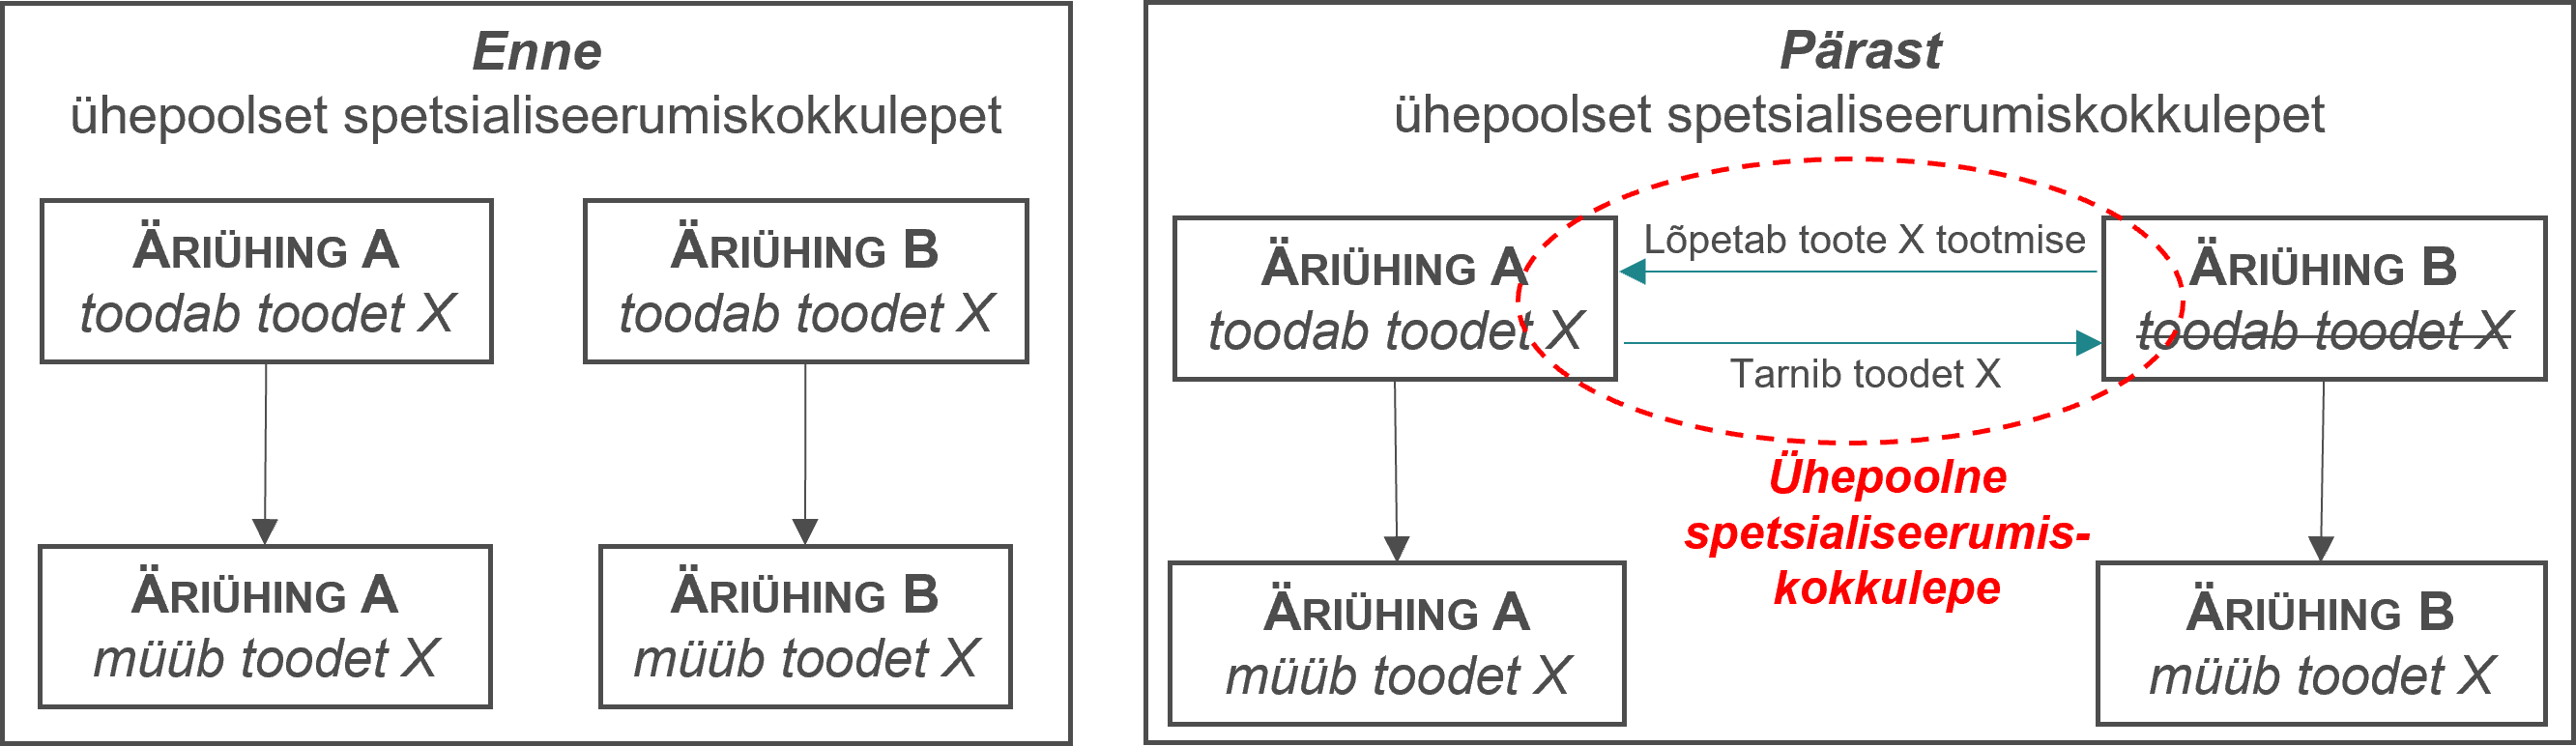 Enne
ühepoolset spetsialiseerumiskokkulepet
ÄRIÜHING A
toodab toodet X
ÄRIÜHING B
toodab toodet X
ÄRIÜHING A
müüb toodet X
ÄRIÜHING B
müüb toodet X
Pärast
ühepoolset spetsialiseerumiskokkulepet
ÄRIÜHING A
toodab toodet X
Lõpetab toote X tootmise
Tarnib toodet X
ÄRIÜHING B
toodab toodet X
Ühepoolne
spetsialiseerumis-
kokkulepe
ÄRIÜHING A
müüb toodet X
ÄRIÜHING B
müüb toodet X